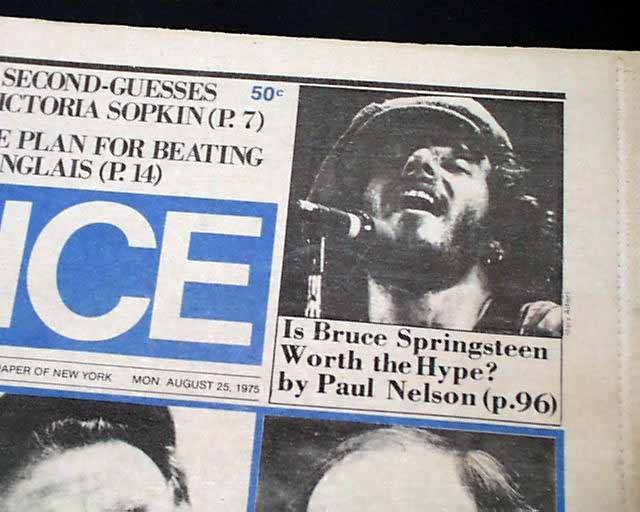 SECOND-GUESSES
ICTORIA SOPKIN (P. 7)
E PLAN FOR BEATING
NGLAIS (P. 14)
50¢
ICE
APER OF NEW YORK MON AUGUST 25, 1975
Is Bruce Springsteen
Worth the Hype?
by Paul Nelson (p.96)